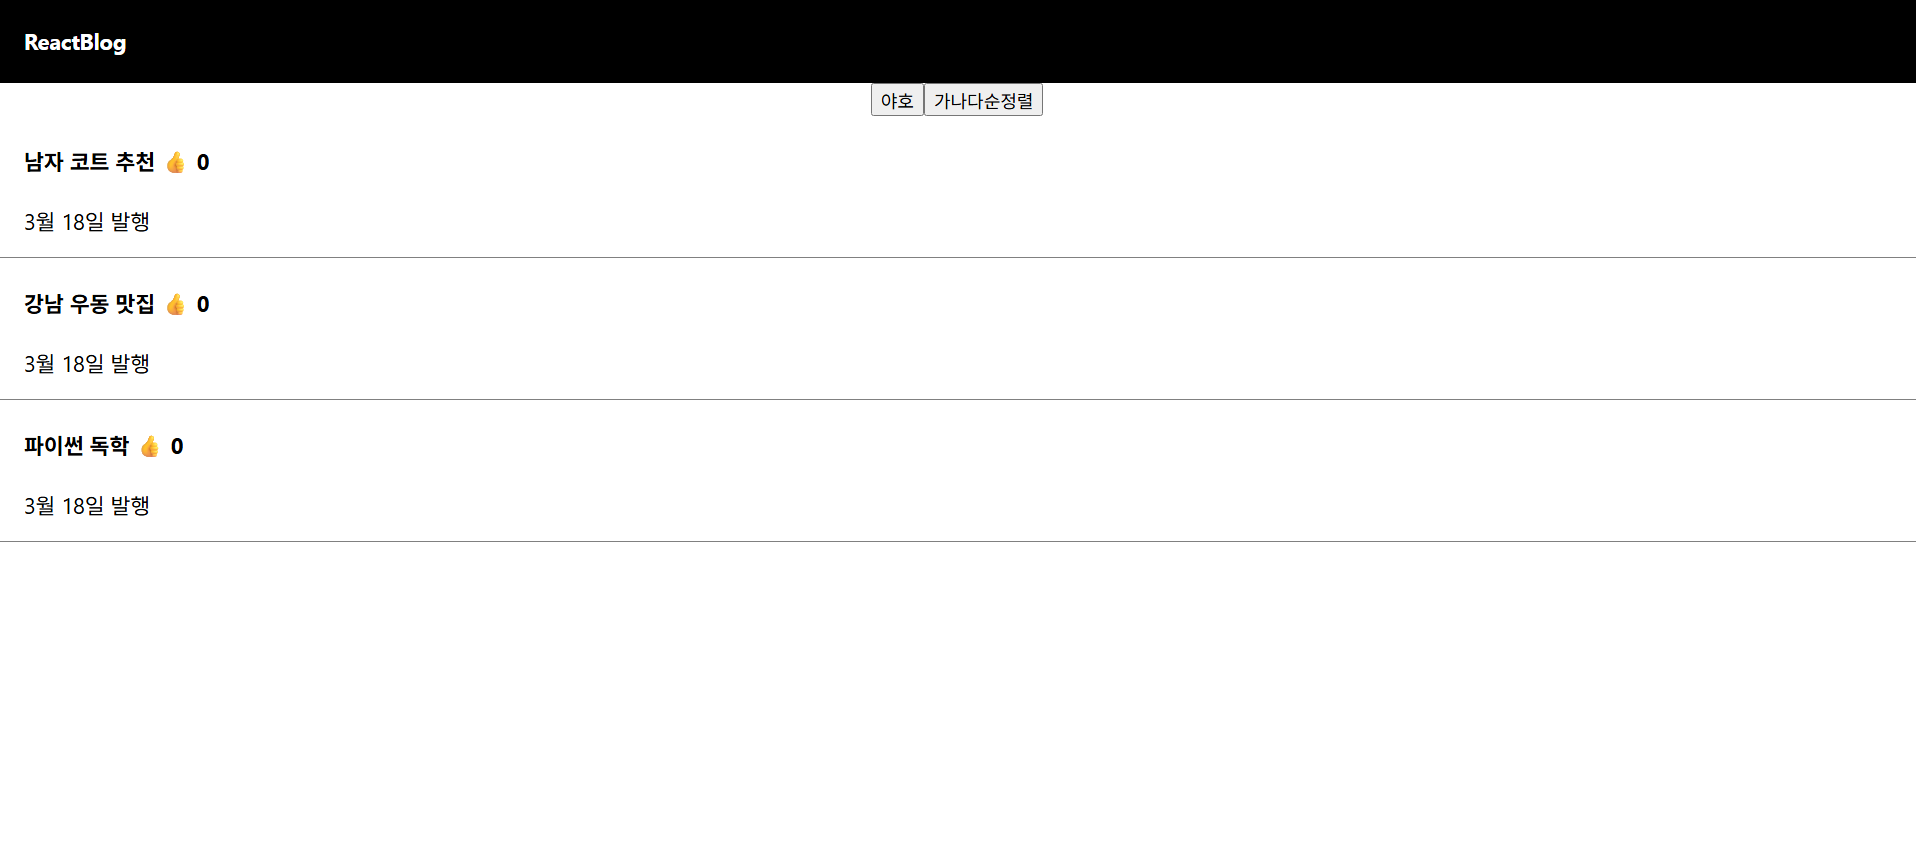 ReactBlog
야호 가나다순정렬
남자 코트 추천 👍 0
3월 18일 발행
강남 우동 맛집 👍 0
3월 18일 발행
파이썬 독학 👍 0
3월 18일 발행